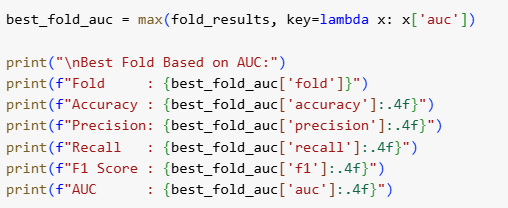 best_fold_auc = max(fold_results, key=lambda x: x['auc'])
print("\nBest Fold Based on AUC:")
print(f"Fold     : {best_fold_auc['fold']}")
print(f"Accuracy : {best_fold_auc['accuracy']:.4f}")
print(f"Precision: {best_fold_auc['precision']:.4f}")
print(f"Recall   : {best_fold_auc['recall']:.4f}")
print(f"F1 Score : {best_fold_auc['f1']:.4f}")
print(f"AUC      : {best_fold_auc['auc']:.4f}")